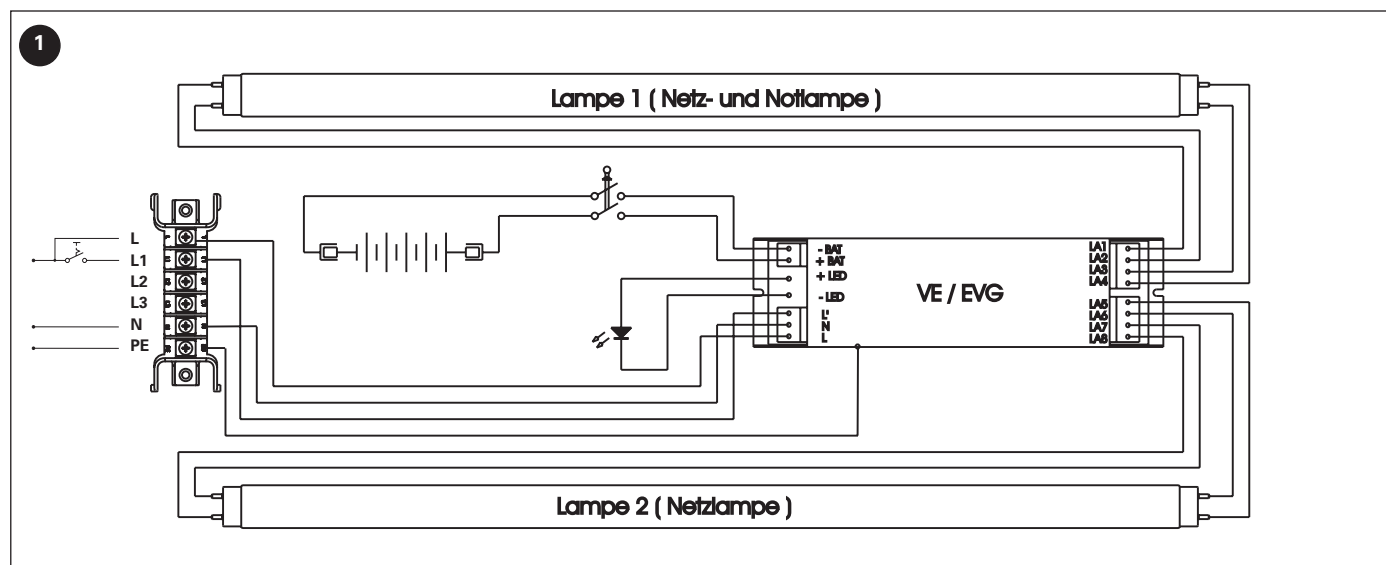 1
Lampe 1 ( Netz- und Notlampe )
L
L1
L2
L3
N
PE
- BAT
+ BAT
+ LED
- LED
L'
N
L
VE / EVG
LA1
LA2
LA3
LA4
LA5
LA6
LA7
LA8
Lampe 2 ( Netzlampe )